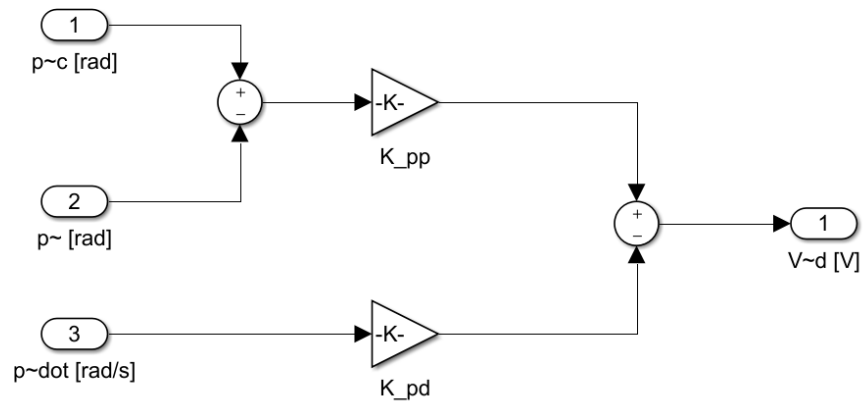 1
p~c [rad]
+
−
-K-
K_pp
2
p~ [rad]
+
−
1
V~d [V]
3
p~dot [rad/s]
-K-
K_pd